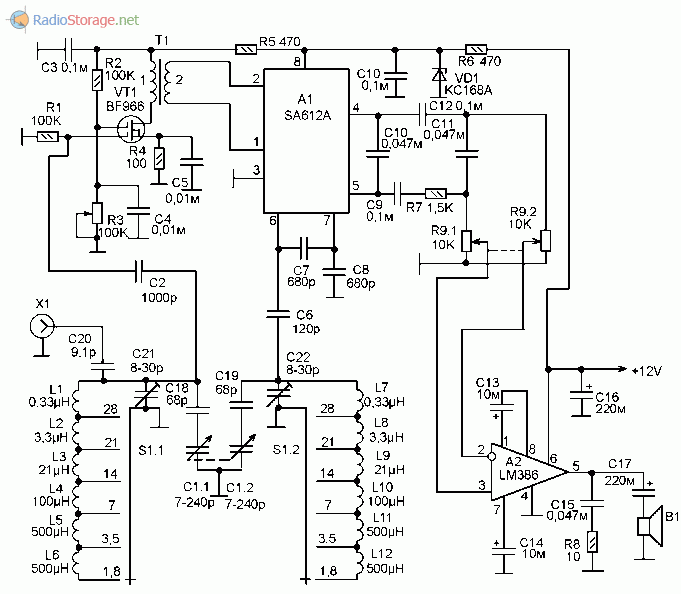 RadioStorage.net
T1
R5 470
R6 470
C3 0,1м
R2
100K
VT1
BF966
1
2
8
2
A1
SA612A
C10
0,1м
VD1
KC168A
R1
100K
4
C12 0,1м
C10
0,047м
C11
0,047м
R4
100
1
C5
0,01м
3
5
C9
0,1м
R7 1,5K
R3
100K
C4
0,01м
6
7
R9.1
10K
R9.2
10K
C7
680p
C8
680p
C2
1000p
X1
C6
120p
C20
9.1p
C21
8-30p
C19
68p
C22
8-30p
+12V
C18
68p
L1
0.33µH
28
L7
0,33µH
28
C13
10м
C16
220м
L2
3,3µH
21
S1.1
S1.2
21
L8
3,3µH
1
8
L3
21µH
14
14
L9
21µH
2
A2
LM386
6
5
C17
220м
C1.1
7-240p
C1.2
7-240p
L4
100µH
7
7
L10
100µH
3
4
7
C15
0,047м
B1
L5
500µH
3,5
3.5
L11
500µH
C14
10м
R8
10
L6
500µH
1,8
1,8
L12
500µH